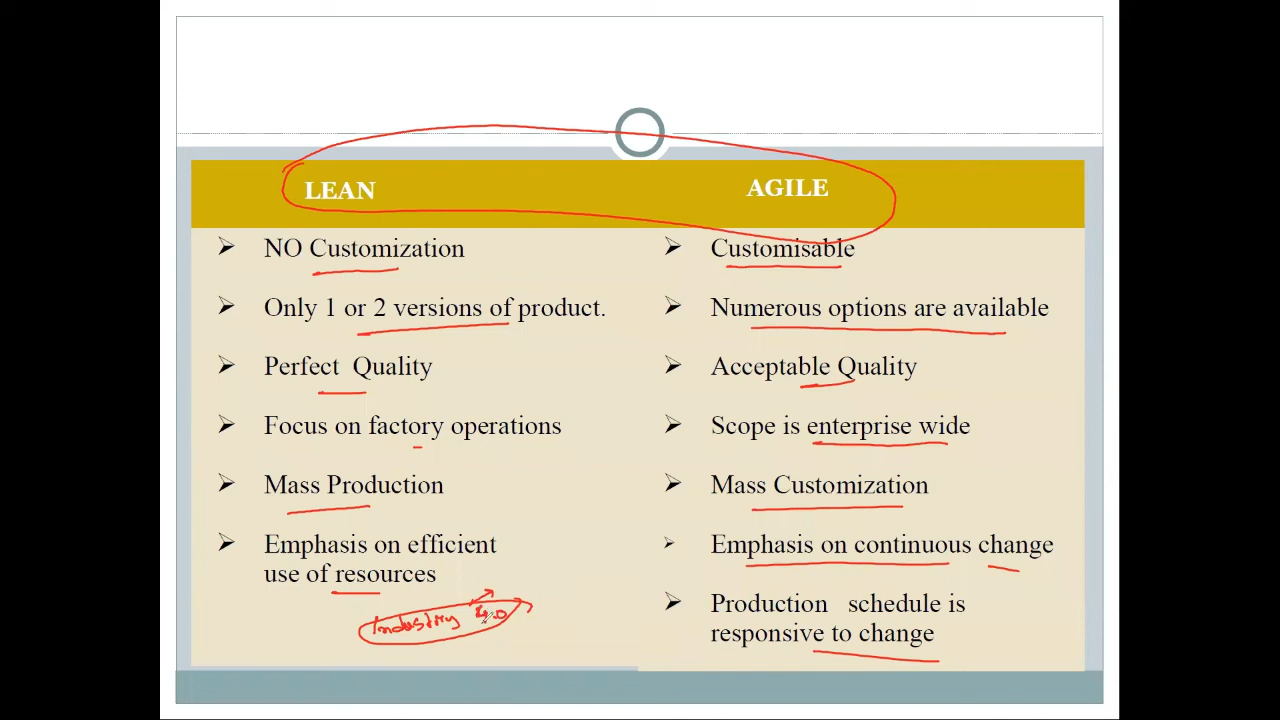 LEAN
AGILE
NO Customization
Only 1 or 2 versions of product.
Perfect Quality
Focus on factory operations
Mass Production
Emphasis on efficient
use of resources
Industry 4.0
Customisable
Numerous options are available
Acceptable Quality
Scope is enterprise wide
Mass Customization
Emphasis on continuous change
Production schedule is
responsive to change